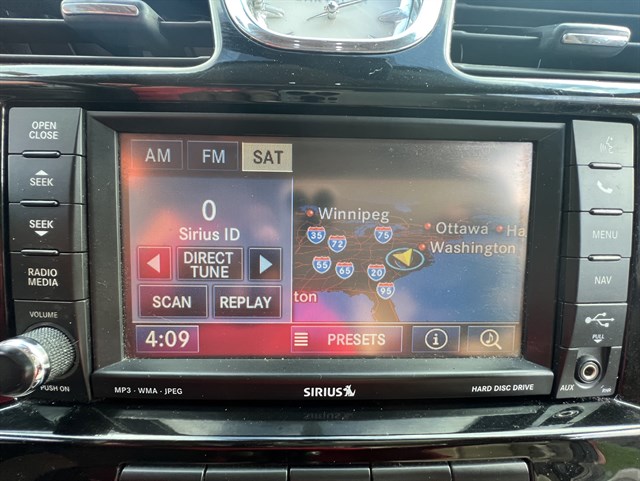 OPEN
CLOSE
SEEK
SEEK
RADIO
MEDIA
VOLUME
PUSH ON
AM FM SAT
0
Sirius ID
DIRECT
TUNE
SCAN REPLAY
4:09
PRESETS
Winnipeg
Ottawa Ha
Washington
35 72 75
55 65 20
95
ton
MP3 · WMA · JPEG
SIRIUS
HARD DISC DRIVE
MENU
NAV
PULL
AUX